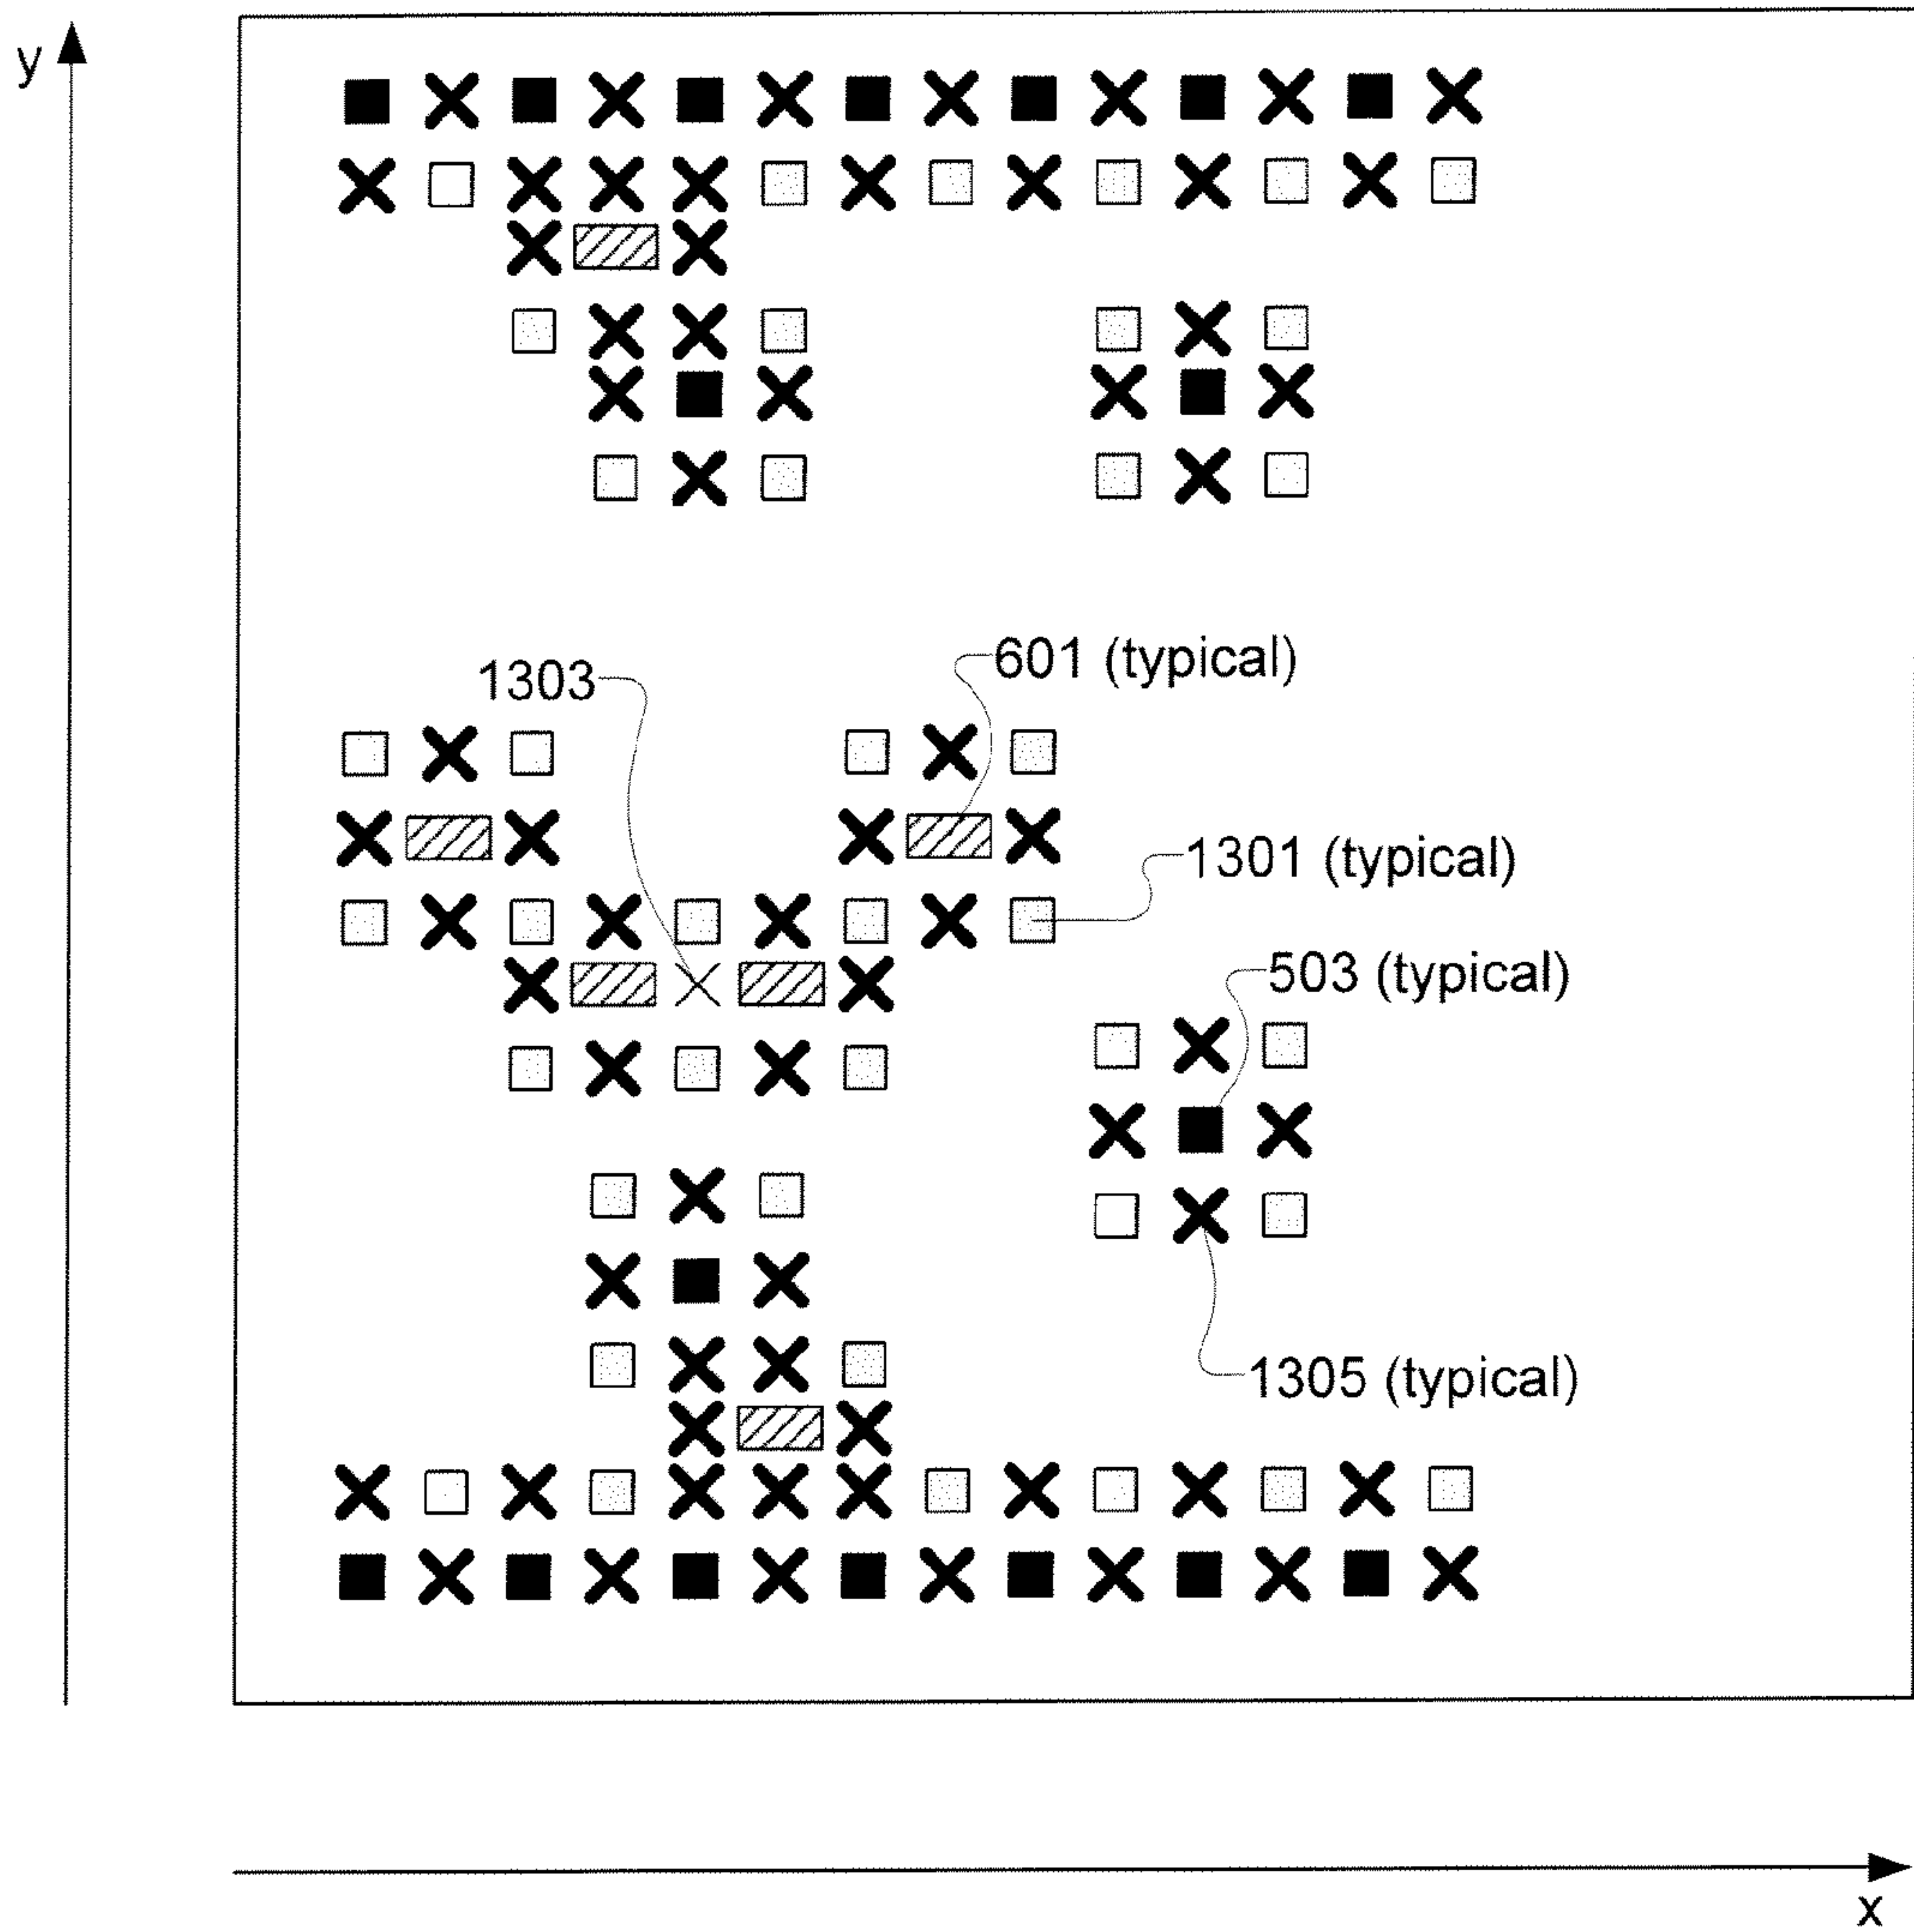 y
601 (typical)
1303
1301 (typical)
503 (typical)
1305 (typical)
x